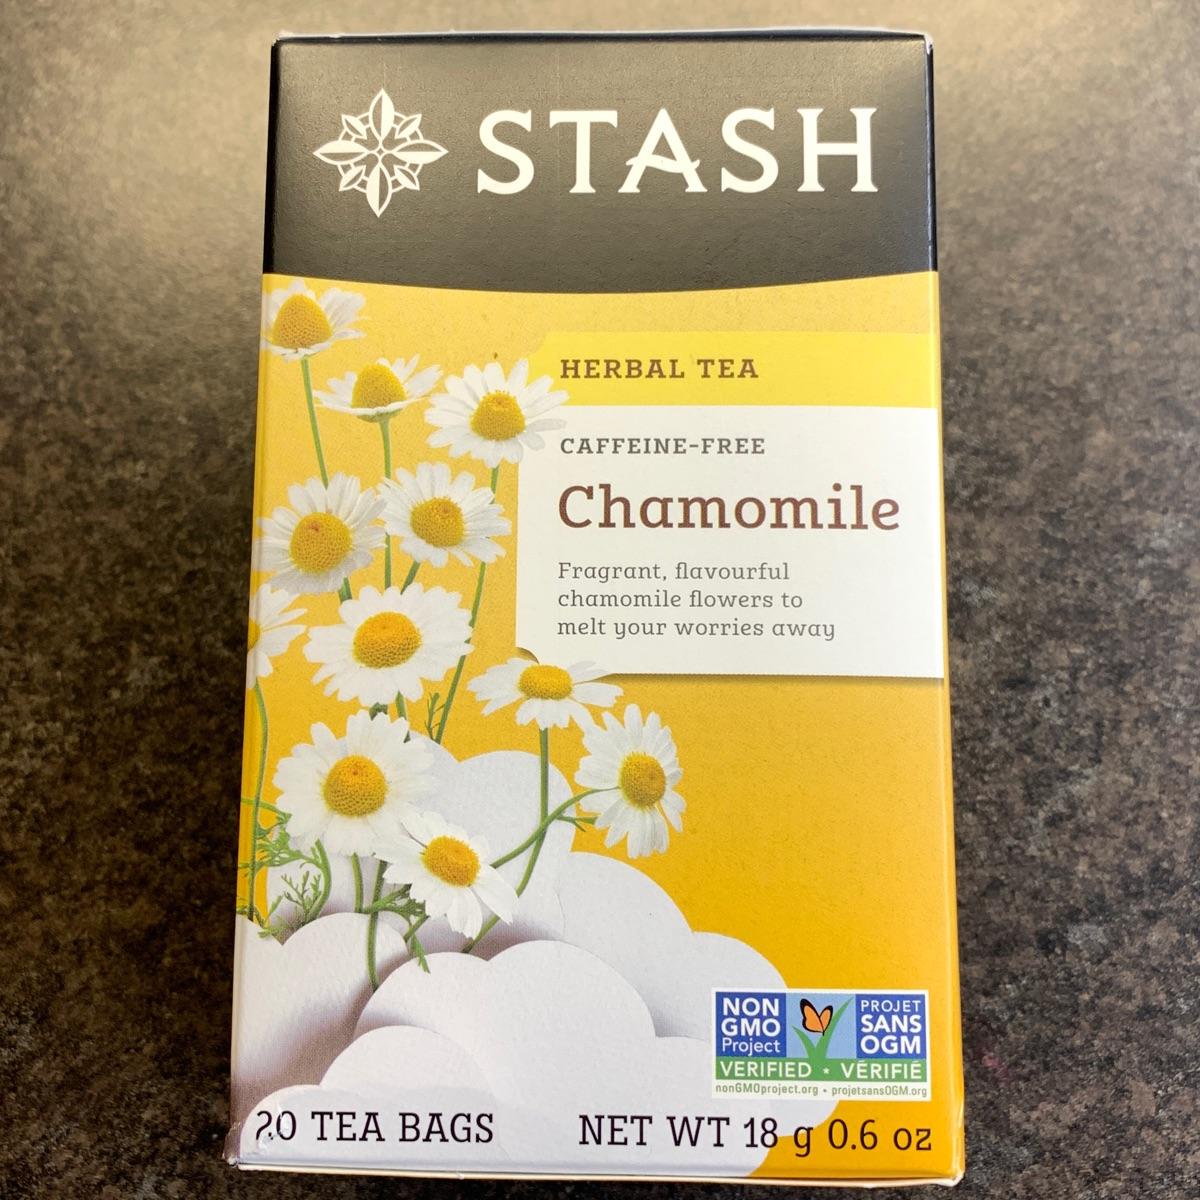 STASH
HERBAL TEA
CAFFEINE-FREE
Chamomile
Fragrant, flavourful
chamomile flowers to
melt your worries away
NON
GMO
Project
PROJET
SANS
OGM
VERIFIED • VÉRIFIÉ
nonGMOproject.org • projetsansOGM.org
20 TEA BAGS
NET WT 18 g 0.6 oz